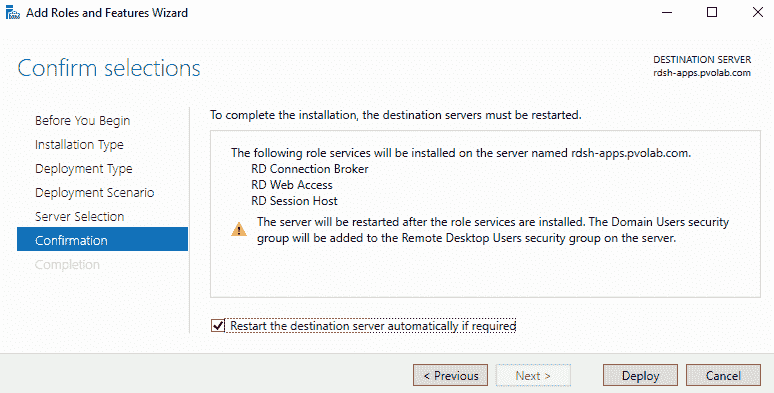 Add Roles and Features Wizard
Confirm selections
DESTINATION SERVER
rdsh-apps.pvolab.com
Before You Begin
Installation Type
Deployment Type
Deployment Scenario
Server Selection
Confirmation
Completion
To complete the installation, the destination servers must be restarted.
The following role services will be installed on the server named rdsh-apps.pvolab.com.
RD Connection Broker
RD Web Access
RD Session Host
The server will be restarted after the role services are installed. The Domain Users security
group will be added to the Remote Desktop Users security group on the server.
Restart the destination server automatically if required
< Previous
Next >
Deploy
Cancel